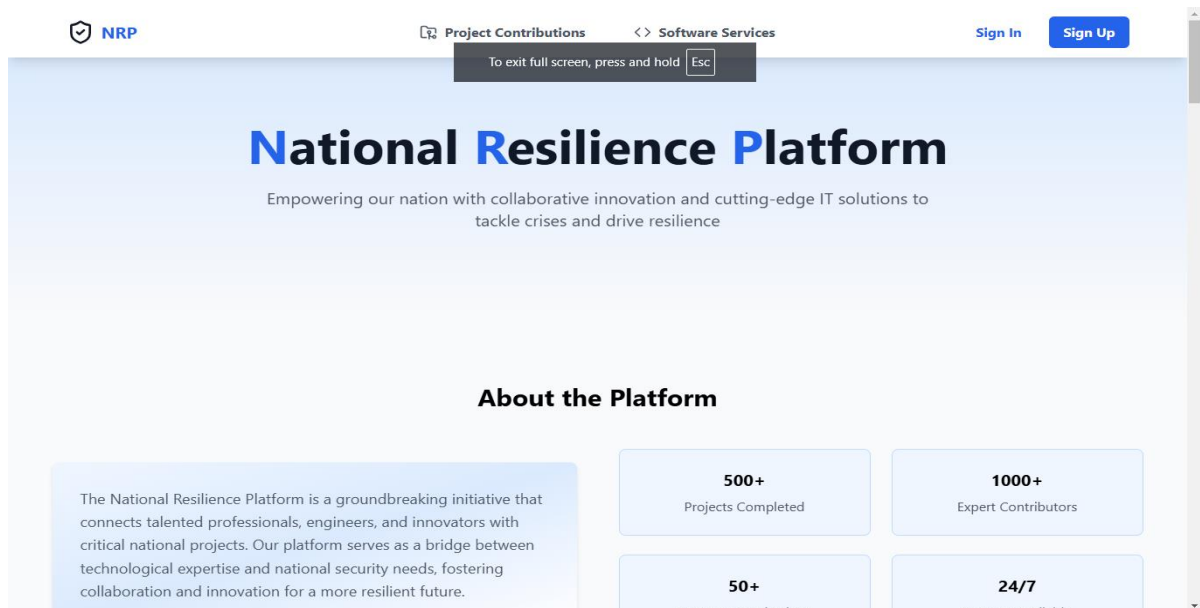 NRP
Project Contributions
<> Software Services
Sign In
Sign Up
To exit full screen, press and hold Esc
National Resilience Platform
Empowering our nation with collaborative innovation and cutting-edge IT solutions to
tackle crises and drive resilience
About the Platform
The National Resilience Platform is a groundbreaking initiative that
connects talented professionals, engineers, and innovators with
critical national projects. Our platform serves as a bridge between
technological expertise and national security needs, fostering
collaboration and innovation for a more resilient future.
500+
Projects Completed
1000+
Expert Contributors
50+
24/7